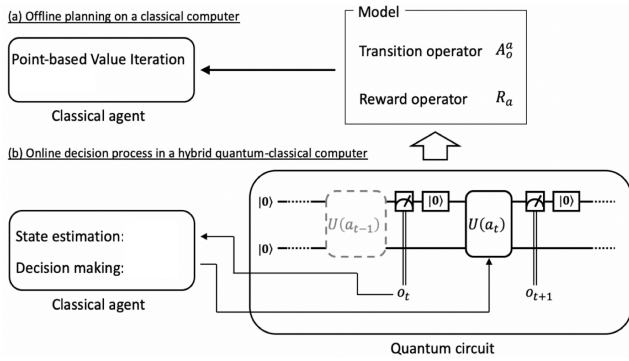 (a) Offline planning on a classical computer
Model
Point-based Value Iteration
Transition operator A_o^a
Reward operator R_a
Classical agent
(b) Online decision process in a hybrid quantum-classical computer
|0⟩ U(a_{t−1}) |0⟩ U(a_t) |0⟩
State estimation:
|0⟩
Decision making:
o_t o_{t+1}
Classical agent
Quantum circuit